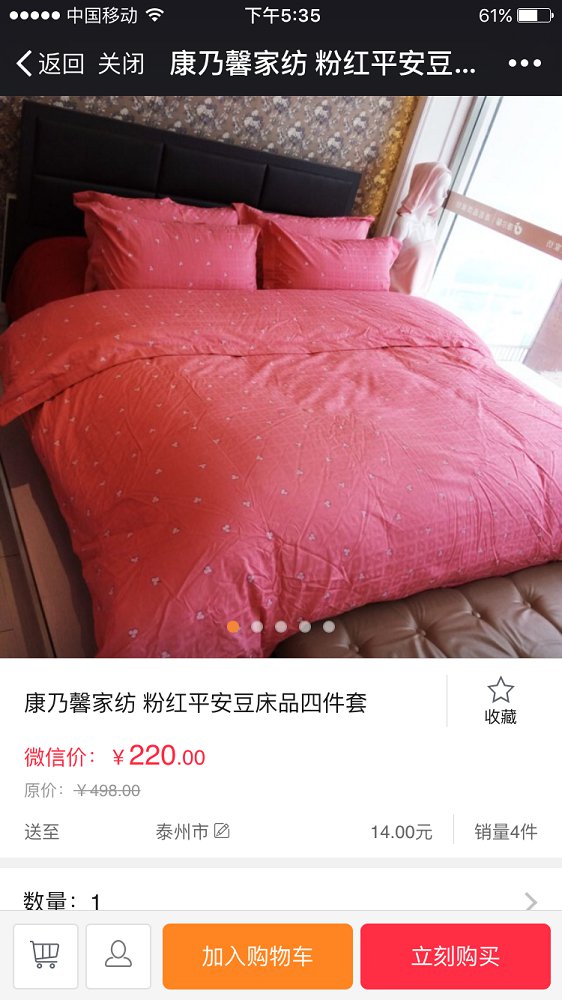 中国移动 下午5:35 61%
返回 关闭 康乃馨家纺 粉红平安豆...
康乃馨家纺 粉红平安豆床品四件套
收藏
微信价：￥220.00
原价：￥498.00
送至 泰州市 14.00元 销量4件
数量：1
加入购物车 立刻购买